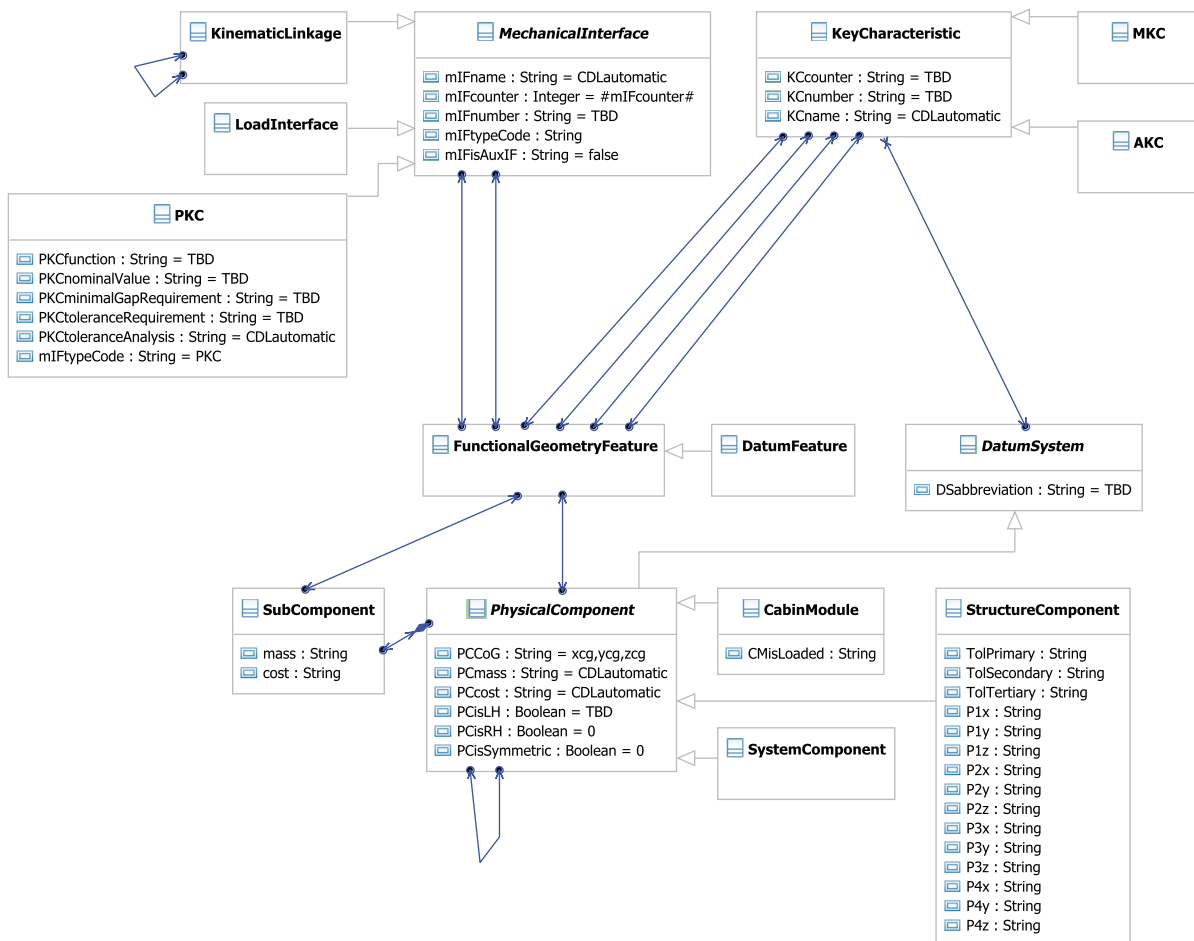 KinematicLinkage
MechanicalInterface
mIFname : String = CDLautomatic
mIFcounter : Integer = #mIFcounter#
mIFnumber : String = TBD
mIFtypeCode : String
mIFisAuxIF : String = false
KeyCharacteristic
KCcounter : String = TBD
KCnumber : String = TBD
KCname : String = CDLautomatic
MKC
LoadInterface
AKC
PKC
PKCfunction : String = TBD
PKCnominalValue : String = TBD
PKCminimalGapRequirement : String = TBD
PKCtoleranceRequirement : String = TBD
PKCtoleranceAnalysis : String = CDLautomatic
mIFtypeCode : String = PKC
FunctionalGeometryFeature
DatumFeature
DatumSystem
DSabbreviation : String = TBD
SubComponent
mass : String
cost : String
PhysicalComponent
PCCoG : String = xcg,ycg,zcg
PCmass : String = CDLautomatic
PCcost : String = CDLautomatic
PCisLH : Boolean = TBD
PCisRH : Boolean = 0
PCisSymmetric : Boolean = 0
CabinModule
CMisLoaded : String
SystemComponent
StructureComponent
TolPrimary : String
TolSecondary : String
TolTertiary : String
P1x : String
P1y : String
P1z : String
P2x : String
P2y : String
P2z : String
P3x : String
P3y : String
P3z : String
P4x : String
P4y : String
P4z : String